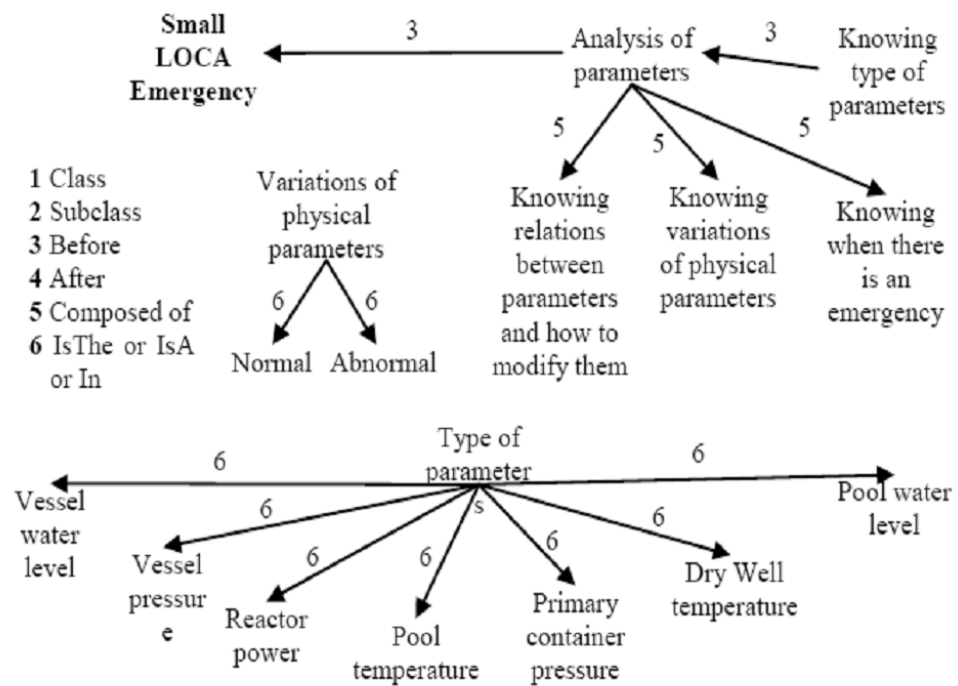 Small
LOCA
Emergency
3
Analysis of
parameters
3
Knowing
type of
parameters
5
5
5
1 Class
2 Subclass
3 Before
4 After
5 Composed of
6 IsThe or IsA
or In
Variations of
physical
parameters
6
6
Normal
Abnormal
Knowing
relations
between
parameters
and how to
modify them
Knowing
variations
of physical
parameters
Knowing
when there
is an
emergency
Type of
parameter
s
6
6
6
6
6
6
6
Vessel
water
level
Vessel
pressur
e
Reactor
power
Pool
temperature
Primary
container
pressure
Dry Well
temperature
Pool water
level